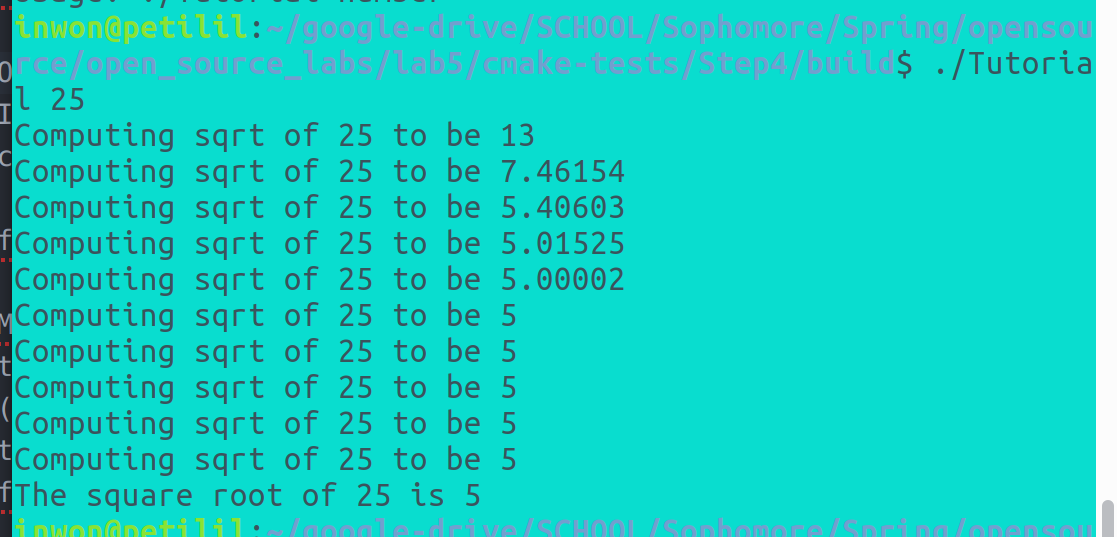 inwon@petilil:~/google-drive/SCHOOL/Sophomore/Spring/opensou
rce/open_source_labs/lab5/cmake-tests/Step4/build$ ./Tutoria
l 25
Computing sqrt of 25 to be 13
Computing sqrt of 25 to be 7.46154
Computing sqrt of 25 to be 5.40603
Computing sqrt of 25 to be 5.01525
Computing sqrt of 25 to be 5.00002
Computing sqrt of 25 to be 5
Computing sqrt of 25 to be 5
Computing sqrt of 25 to be 5
Computing sqrt of 25 to be 5
Computing sqrt of 25 to be 5
The square root of 25 is 5
inwon@petilil:~/google-drive/SCHOOL/Sophomore/Spring/opensou